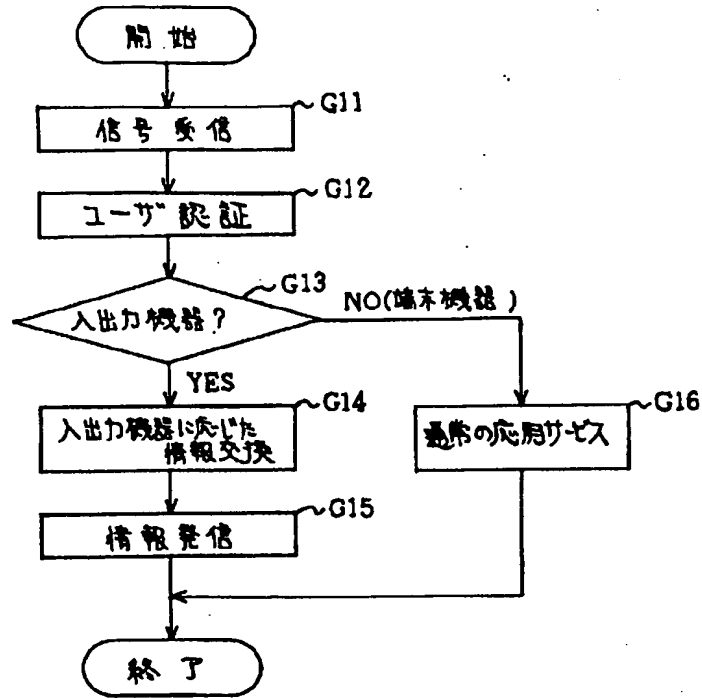 開始
G11
信号受信
G12
ユーザ認証
G13
入出力機器?
NO(端末機器)
YES
G14
入出力機器に応じた
情報交換
G16
通常の応用サービス
G15
情報発信
終了